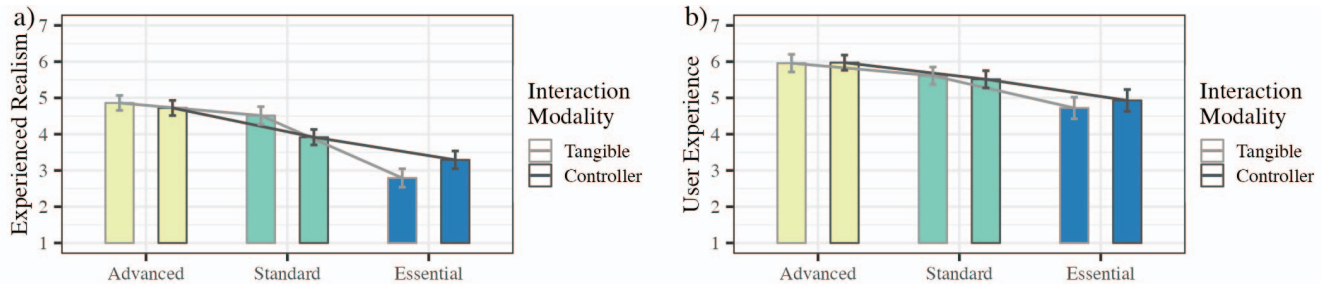 a)
Experienced Realism
7
6
5
4
3
2
1
Advanced
Standard
Essential
Interaction
Modality
Tangible
Controller
b)
User Experience
7
6
5
4
3
2
1
Advanced
Standard
Essential
Interaction
Modality
Tangible
Controller